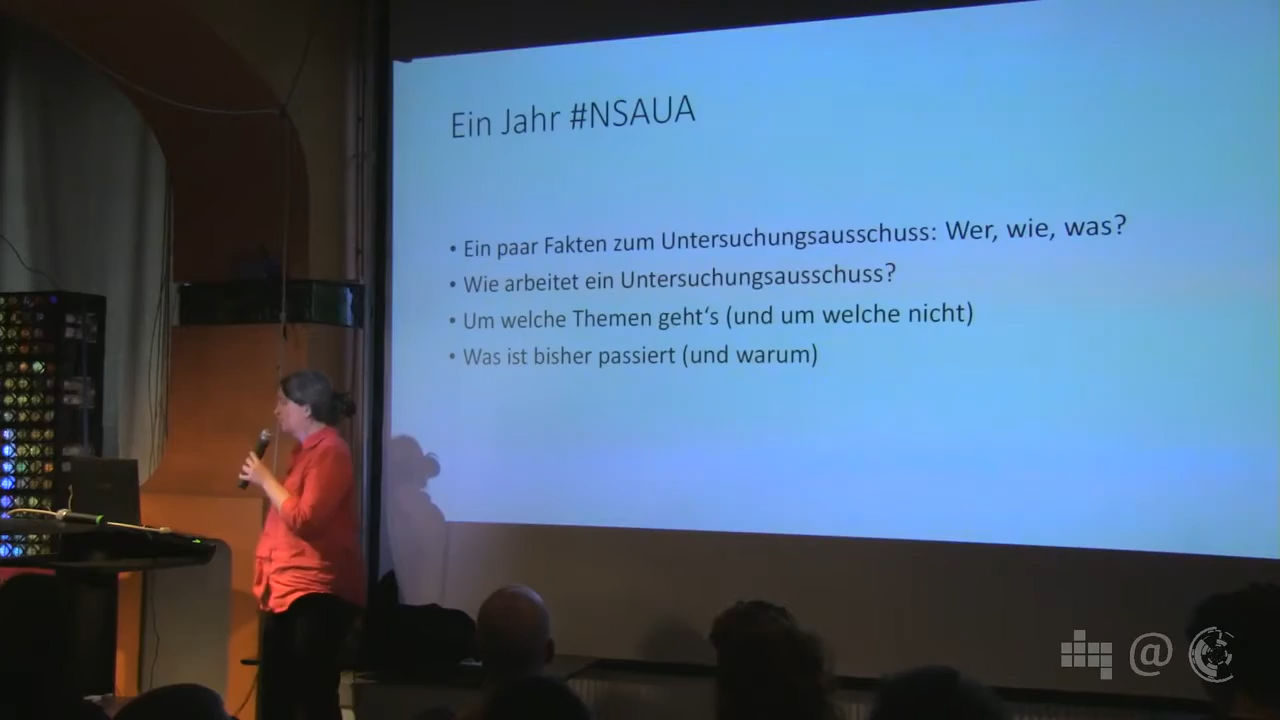 Ein Jahr #NSAUA
• Ein paar Fakten zum Untersuchungsausschuss: Wer, wie, was?
• Wie arbeitet ein Untersuchungsausschuss?
• Um welche Themen geht‘s (und um welche nicht)
• Was ist bisher passiert (und warum)
@